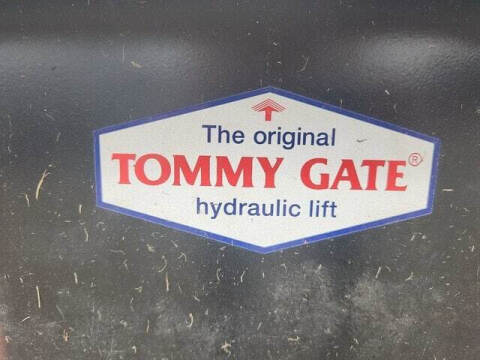 The original
TOMMY GATE®
hydraulic lift